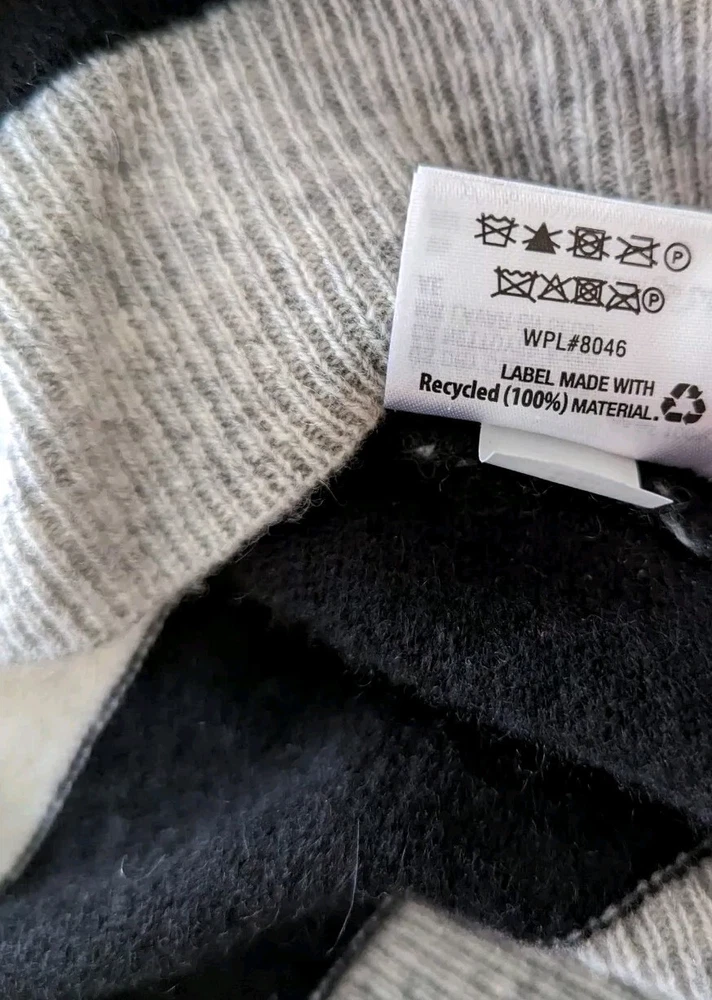 P
P
WPL#8046
LABEL MADE WITH
Recycled (100%) MATERIAL.